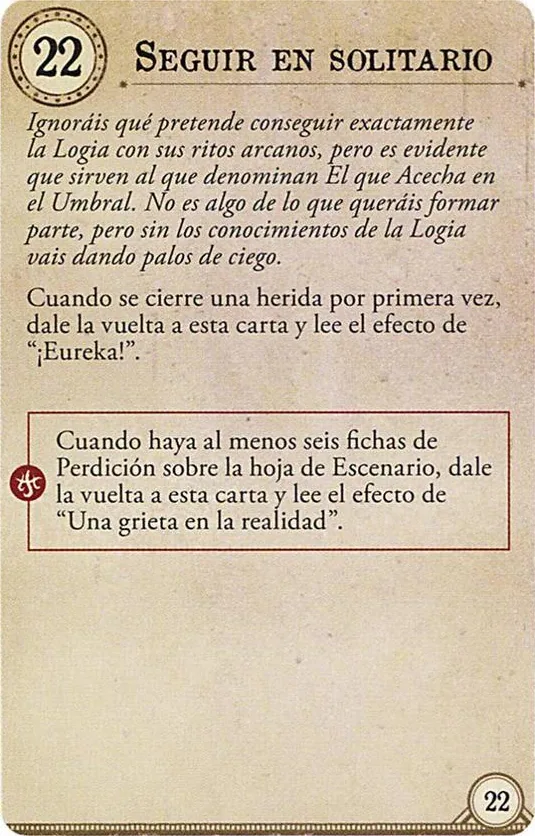 22
SEGUIR EN SOLITARIO
Ignoráis qué pretende conseguir exactamente
la Logia con sus ritos arcanos, pero es evidente
que sirven al que denominan El que Acecha en
el Umbral. No es algo de lo que queráis formar
parte, pero sin los conocimientos de la Logia
vais dando palos de ciego.
Cuando se cierre una herida por primera vez,
dale la vuelta a esta carta y lee el efecto de
“¡Eureka!”.
Cuando haya al menos seis fichas de
Perdición sobre la hoja de Escenario, dale
la vuelta a esta carta y lee el efecto de
“Una grieta en la realidad”.
22